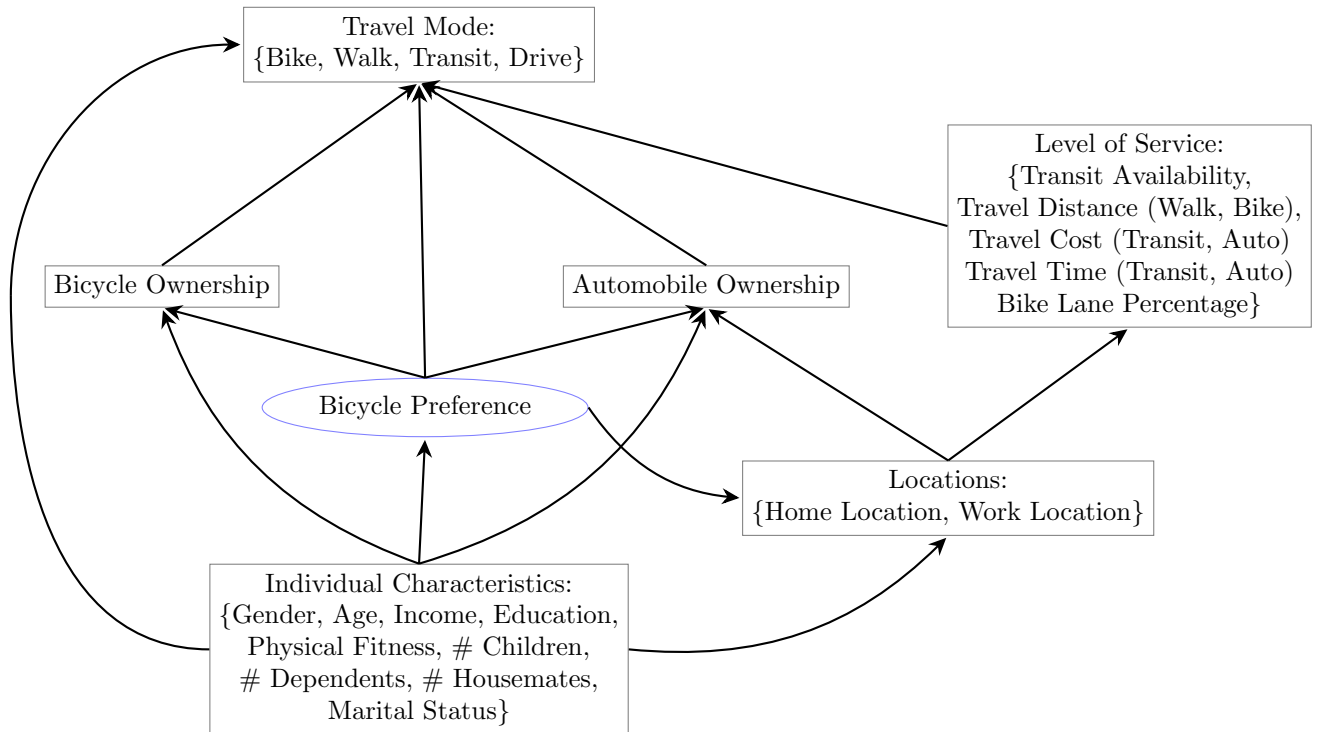 Travel Mode:
{Bike, Walk, Transit, Drive}
Level of Service:
{Transit Availability,
Travel Distance (Walk, Bike),
Travel Cost (Transit, Auto)
Travel Time (Transit, Auto)
Bike Lane Percentage}
Bicycle Ownership
Automobile Ownership
Bicycle Preference
Locations:
{Home Location, Work Location}
Individual Characteristics:
{Gender, Age, Income, Education,
Physical Fitness, # Children,
# Dependents, # Housemates,
Marital Status}